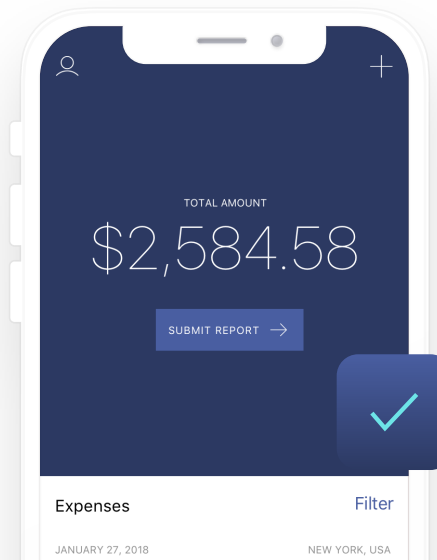 TOTAL AMOUNT
$2,584.58
SUBMIT REPORT
Expenses Filter
JANUARY 27, 2018 NEW YORK, USA